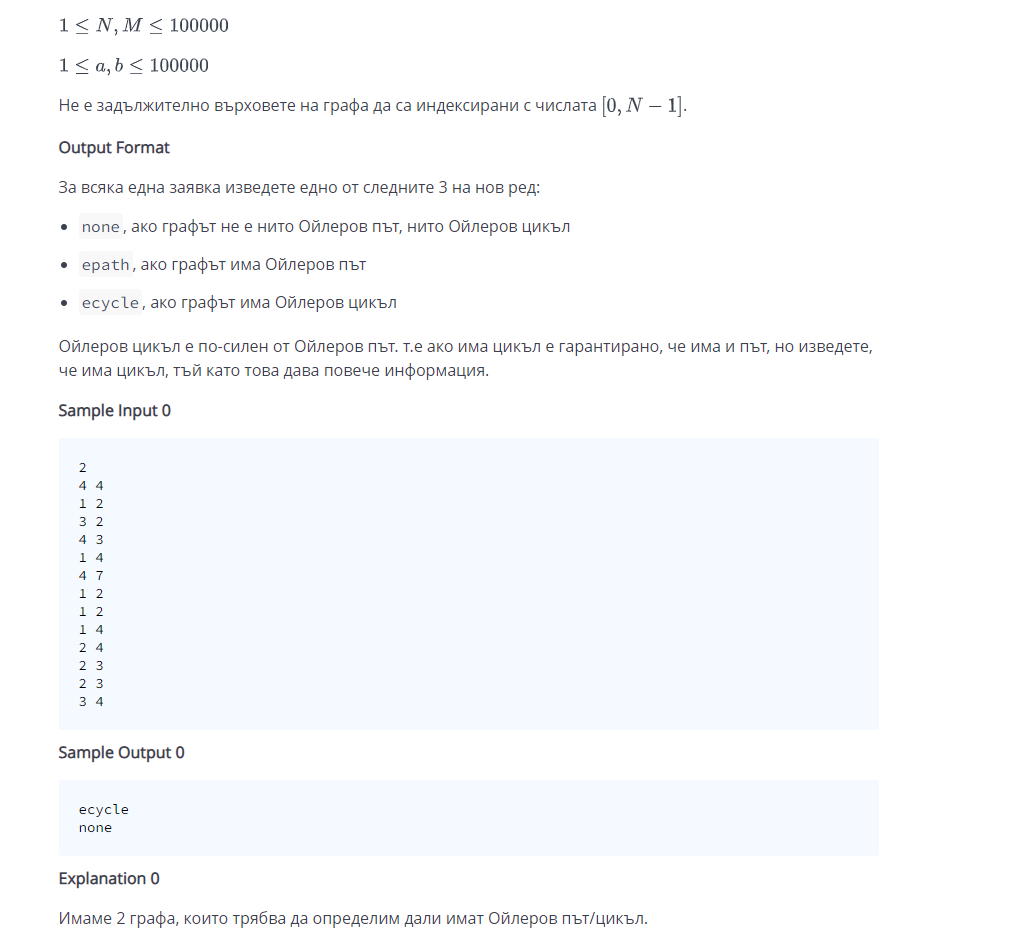 1 ≤ N, M ≤ 100000
1 ≤ a, b ≤ 100000
Не е задължително върховете на графа да са индексирани с числата [0, N − 1].
Output Format
За всяка една заявка изведете едно от следните 3 на нов ред:
• none, ако графът не е нито Ойлеров път, нито Ойлеров цикъл
• epath, ако графът има Ойлеров път
• ecycle, ако графът има Ойлеров цикъл
Ойлеров цикъл е по-силен от Ойлеров път. т.е ако има цикъл е гарантирано, че има и път, но изведете,
че има цикъл, тъй като това дава повече информация.
Sample Input 0
2
4 4
1 2
3 2
4 3
1 4
4 7
1 2
1 2
1 4
2 4
2 3
2 3
3 4
Sample Output 0
ecycle
none
Explanation 0
Имаме 2 графа, които трябва да определим дали имат Ойлеров път/цикъл.